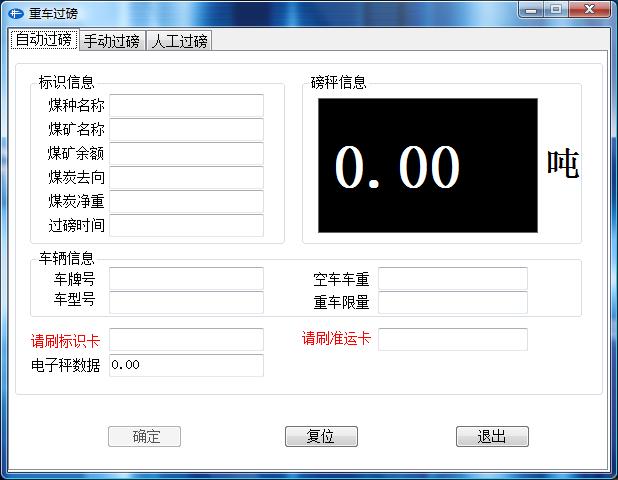 重车过磅
自动过磅 手动过磅 人工过磅
标识信息
煤种名称
煤矿名称
煤矿余额
煤炭去向
煤炭净重
过磅时间
磅秤信息
0.00 吨
车辆信息
车牌号 空车车重
车型号 重车限量
请刷标识卡 请刷准运卡
电子秤数据 0.00
确定 复位 退出